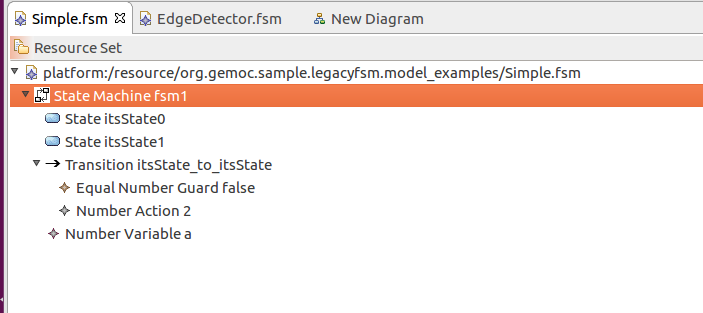 Simple.fsm EdgeDetector.fsm New Diagram
Resource Set
platform:/resource/org.gemoc.sample.legacyfsm.model_examples/Simple.fsm
State Machine fsm1
State itsState0
State itsState1
Transition itsState_to_itsState
Equal Number Guard false
Number Action 2
Number Variable a